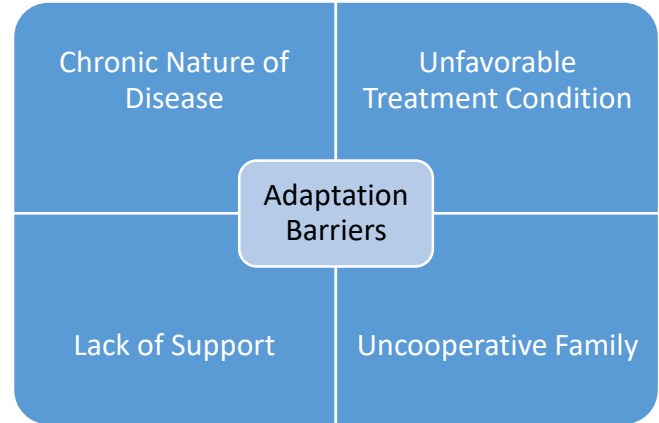 Chronic Nature of
Disease
Unfavorable
Treatment Condition
Adaptation
Barriers
Lack of Support
Uncooperative Family